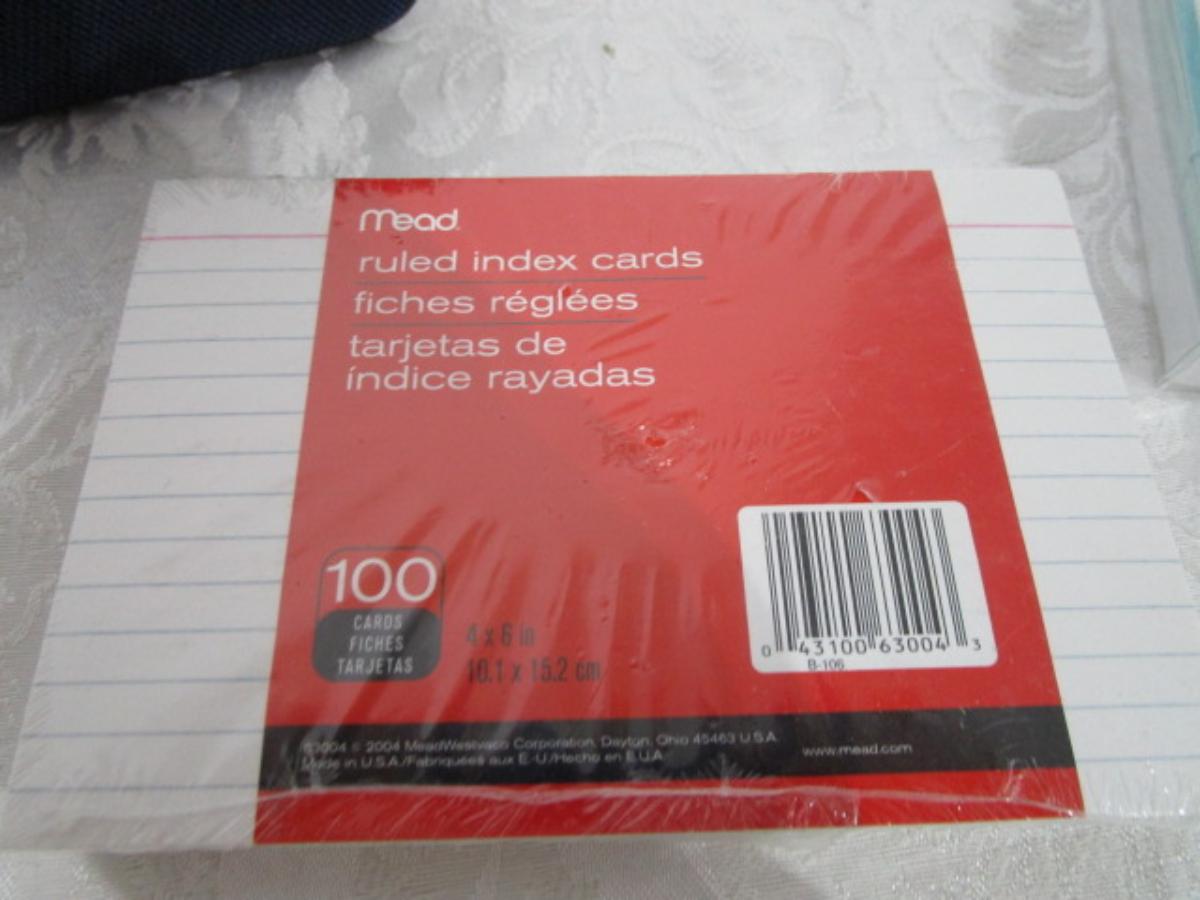 Mead
ruled index cards
fiches réglées
tarjetas de
índice rayadas
100
CARDS
FICHES
TARJETAS
4 x 6 in
10.1 x 15.2 cm
0 43100 63004 3
B-106
63004 © 2004 MeadWestvaco Corporation, Dayton, Ohio 45463 U.S.A.
Made in U.S.A./Fabriquées aux E.-U./Hecho en E.U.A.
www.mead.com